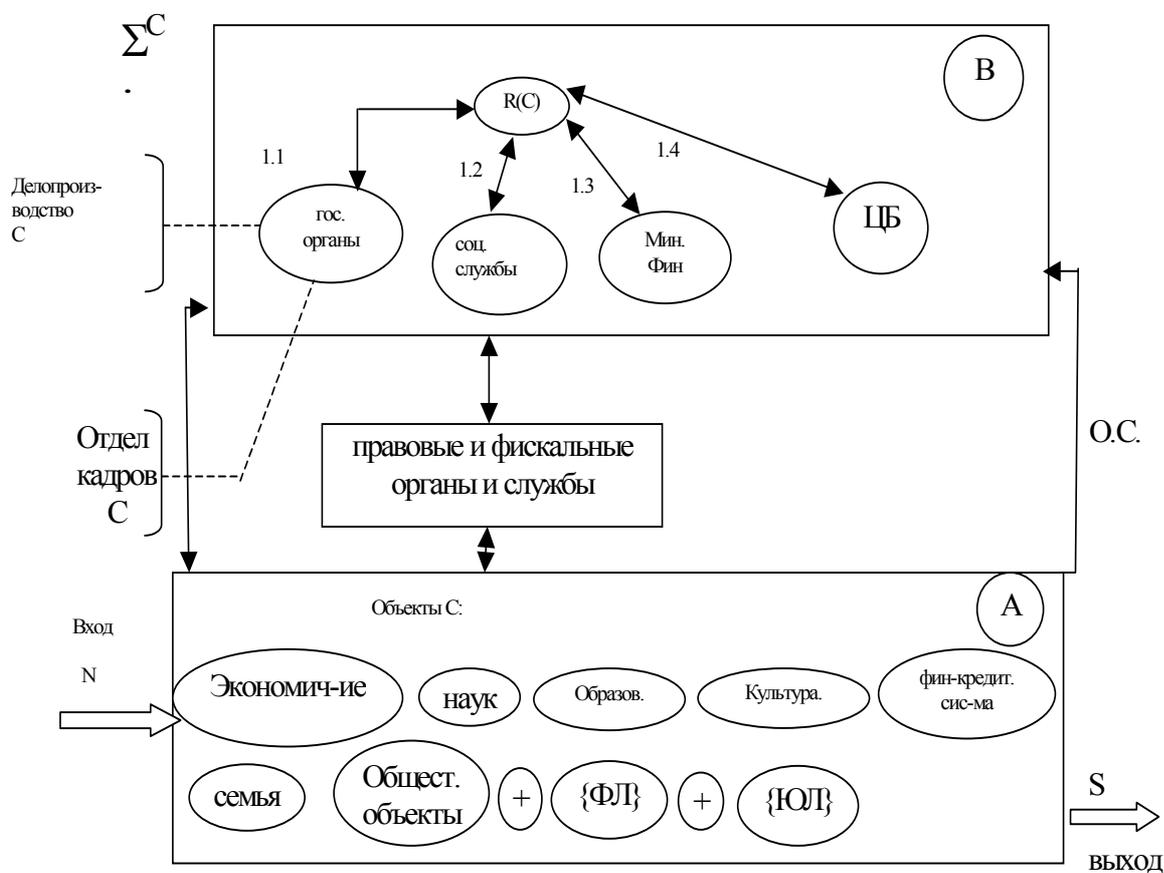 Σ^C
.
B
R(C)
1.1
1.2
1.3
1.4
Делопроиз-
водство
С
гос.
органы
соц.
службы
Мин.
Фин
ЦБ
Отдел
кадров
С
правовые и фискальные
органы и службы
О.С.
Объекты С:
А
Вход
N
Экономич-ие
наук
Образов.
Культура.
фин-кредит.
сис-ма
семья
Общест.
объекты
+
{ФЛ}
+
{ЮЛ}
S
выход